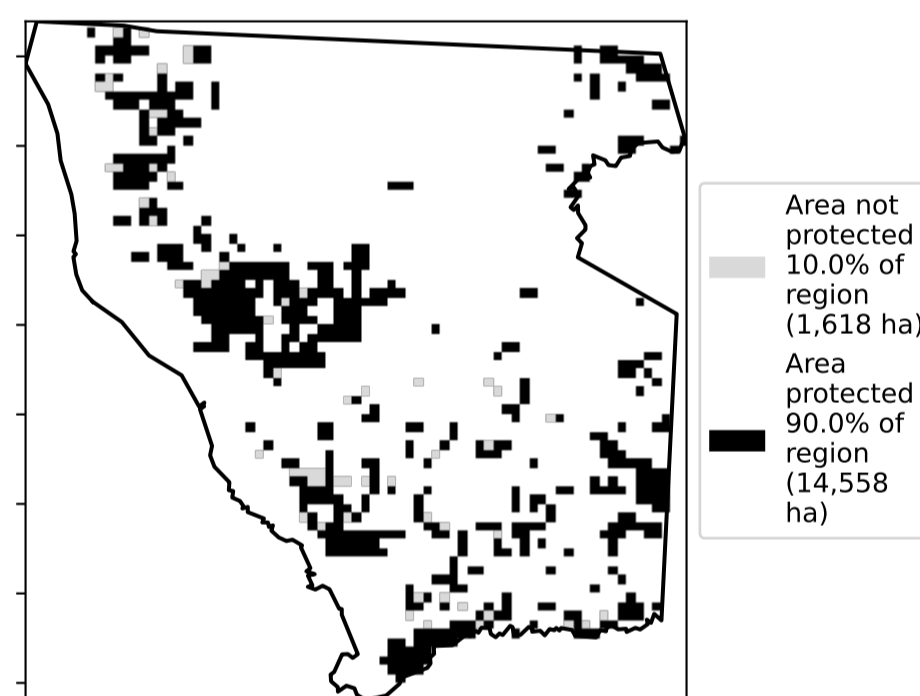 Area not
protected
10.0% of
region
(1,618 ha)
Area
protected
90.0% of
region
(14,558
ha)